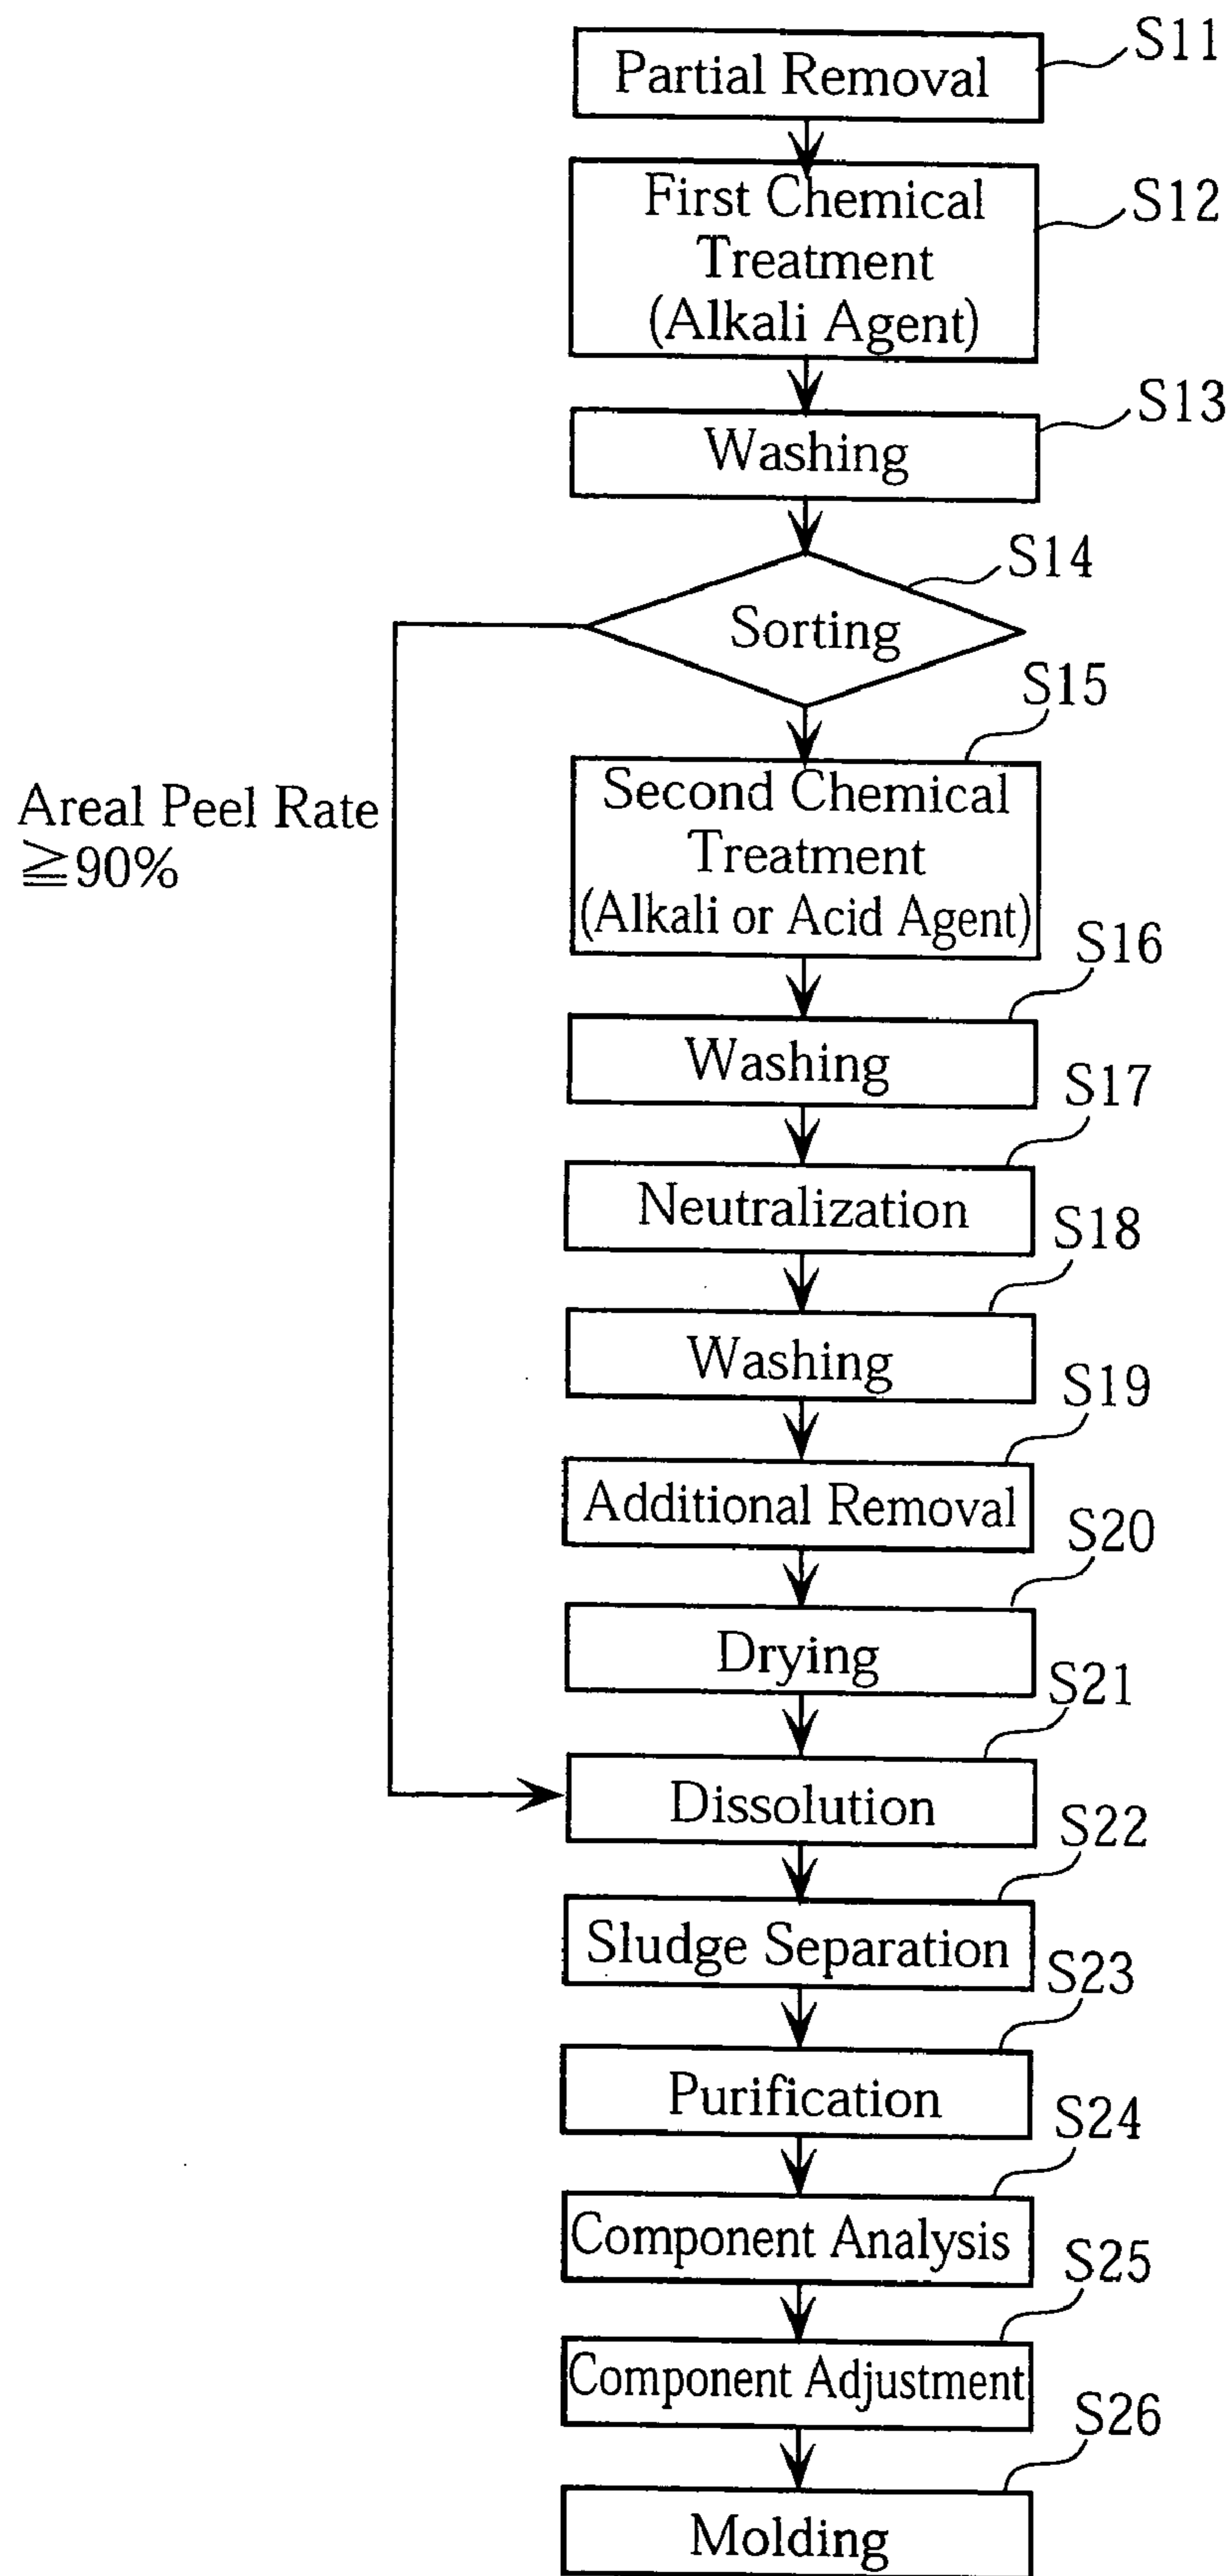 S11
Partial Removal
S12
First Chemical
Treatment
(Alkali Agent)
S13
Washing
S14
Sorting
S15
Areal Peel Rate
≧90%
Second Chemical
Treatment
(Alkali or Acid Agent)
S16
Washing
S17
Neutralization
S18
Washing
S19
Additional Removal
S20
Drying
S21
Dissolution
S22
Sludge Separation
S23
Purification
S24
Component Analysis
S25
Component Adjustment
S26
Molding